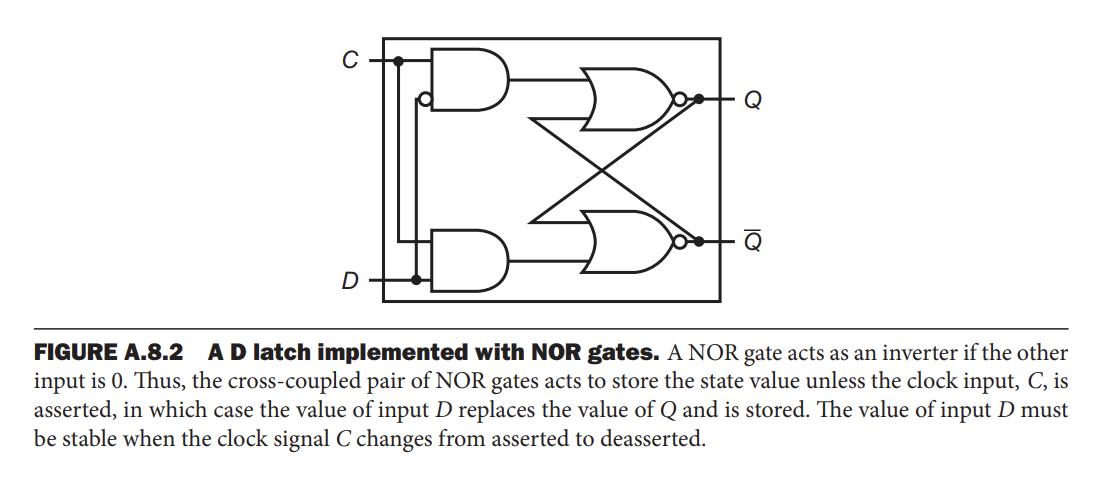 C
Q
D
Q̅
FIGURE A.8.2 A D latch implemented with NOR gates. A NOR gate acts as an inverter if the other
input is 0. Thus, the cross-coupled pair of NOR gates acts to store the state value unless the clock input, C, is
asserted, in which case the value of input D replaces the value of Q and is stored. The value of input D must
be stable when the clock signal C changes from asserted to deasserted.